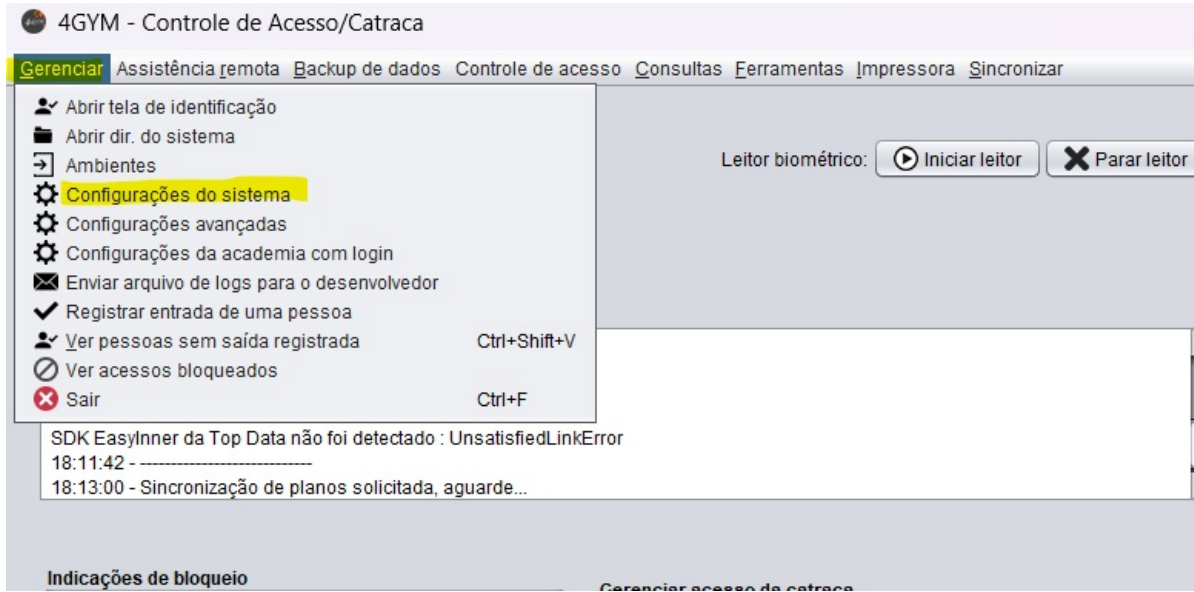 4GYM - Controle de Acesso/Catraca
Gerenciar Assistência remota Backup de dados Controle de acesso Consultas Ferramentas Impressora Sincronizar
Abrir tela de identificação
Abrir dir. do sistema
Ambientes
Leitor biométrico: Iniciar leitor Parar leitor
Configurações do sistema
Configurações avançadas
Configurações da academia com login
Enviar arquivo de logs para o desenvolvedor
Registrar entrada de uma pessoa
Ver pessoas sem saída registrada Ctrl+Shift+V
Ver acessos bloqueados
Sair Ctrl+F
SDK EasyInner da Top Data não foi detectado : UnsatisfiedLinkError
18:11:42 - ----------------------------
18:13:00 - Sincronização de planos solicitada, aguarde...
Indicações de bloqueio
Gerenciar acesso da catraca